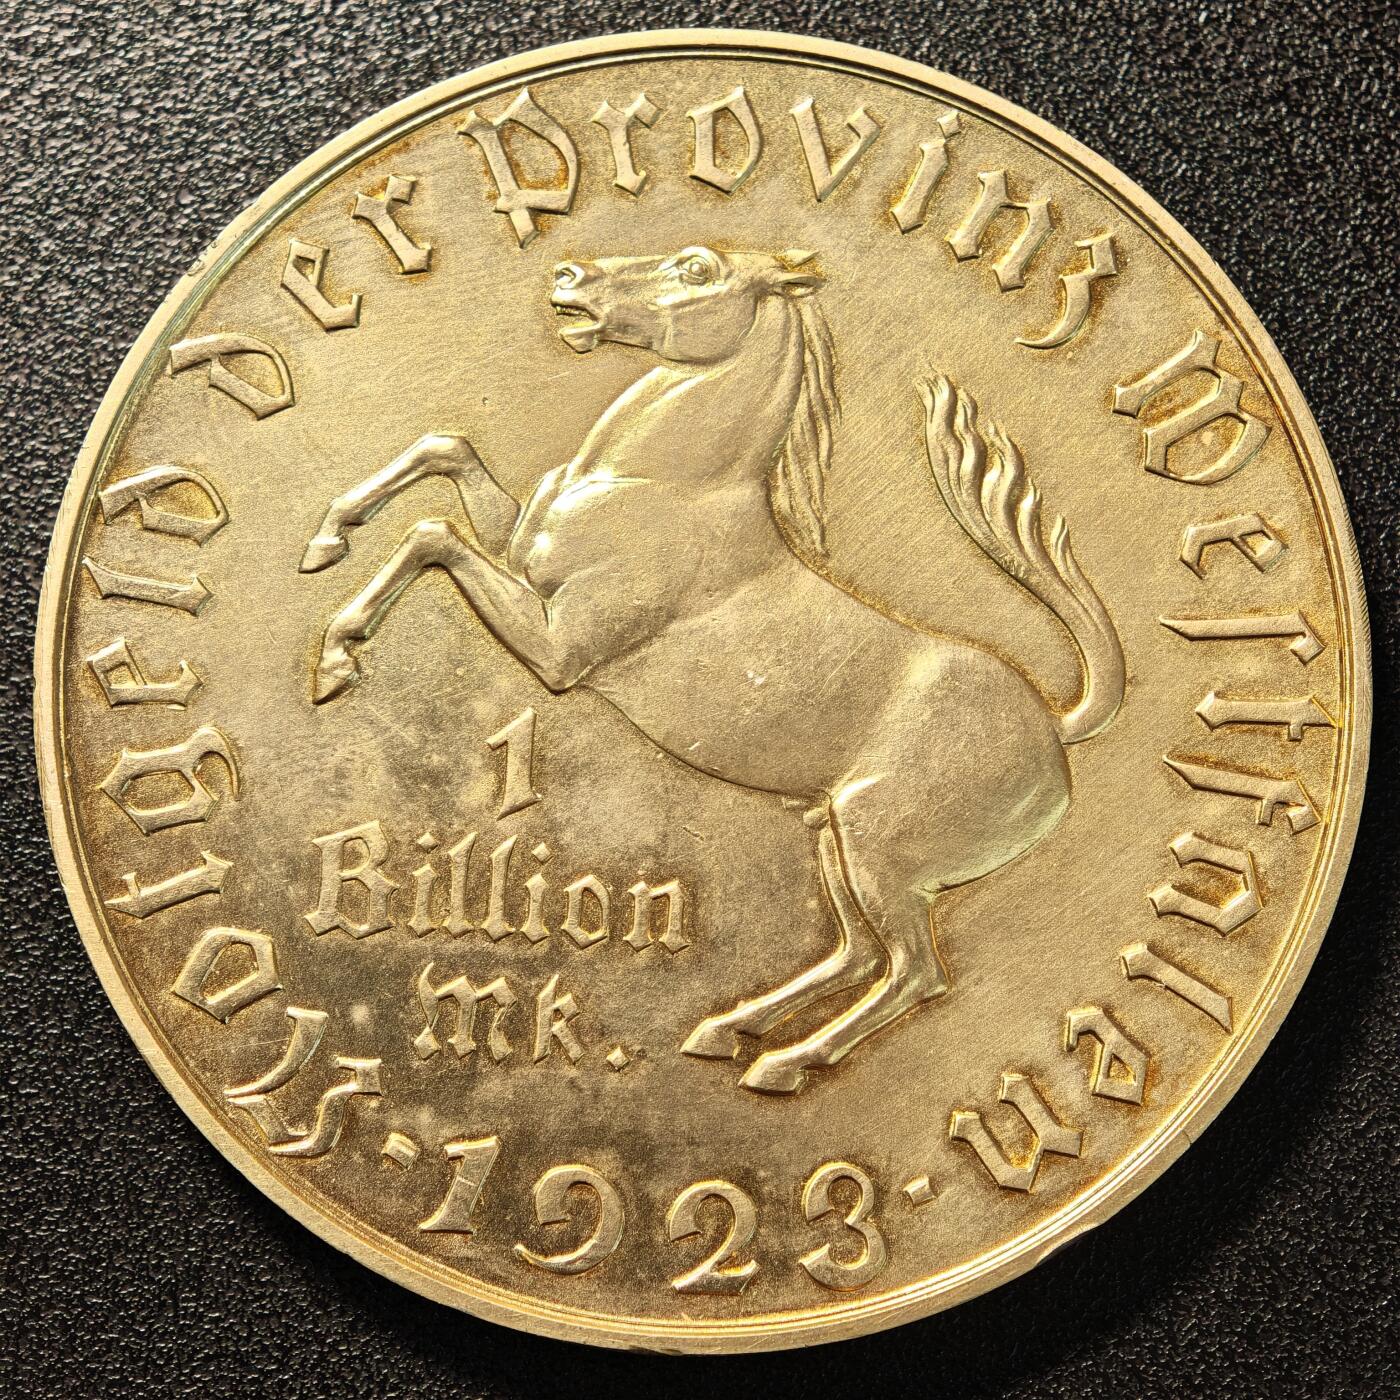 Notgeld der Provinz Weſtfalen
1
Billion
Mk.
·1923·